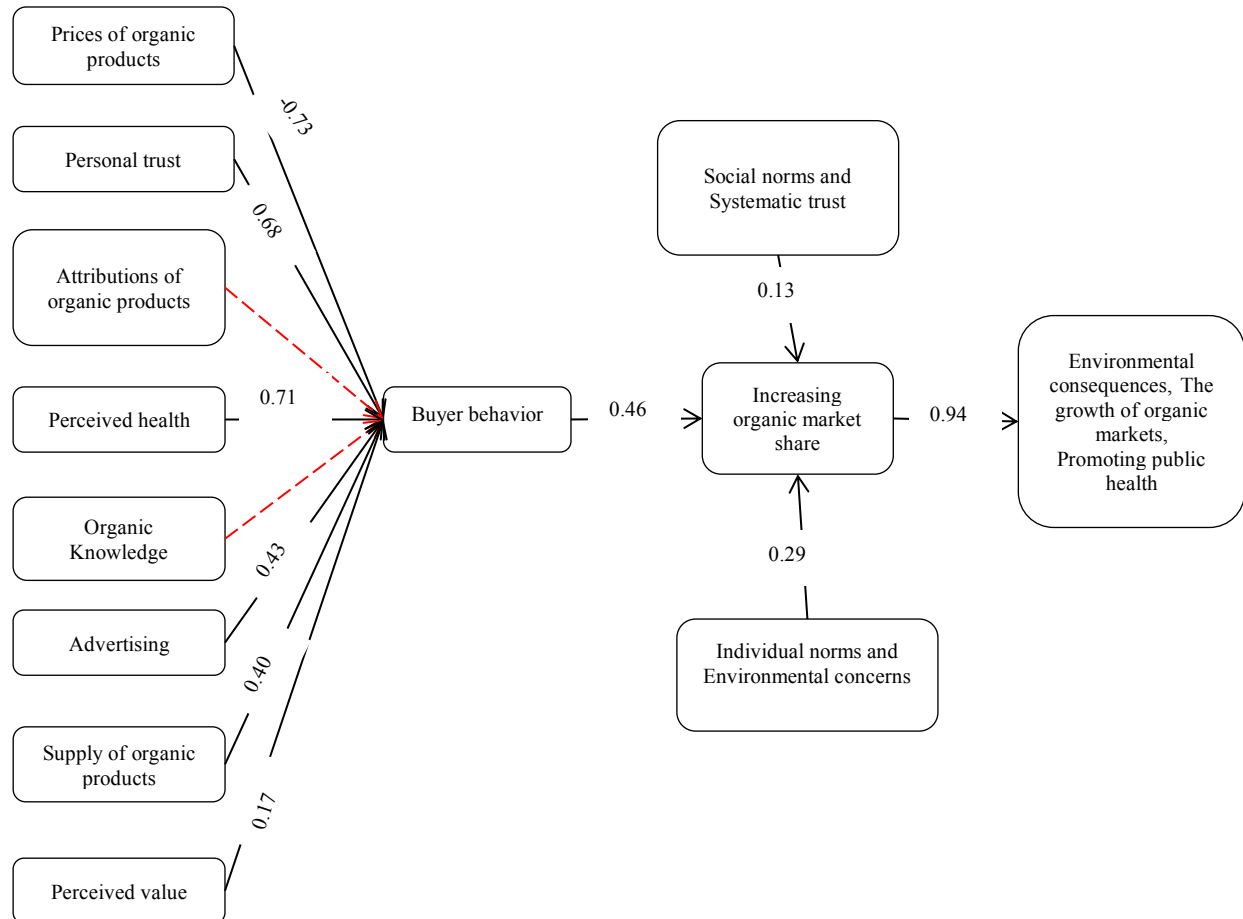 Prices of organic
products
-0.73
Personal trust
0.68
Attributions of
organic products
Perceived health
0.71
Organic
Knowledge
Advertising
0.43
Supply of organic
products
0.40
Perceived value
0.17
Buyer behavior
0.46
Social norms and
Systematic trust
0.13
Increasing
organic market
share
0.94
0.29
Individual norms and
Environmental concerns
Environmental
consequences, The
growth of organic
markets,
Promoting public
health